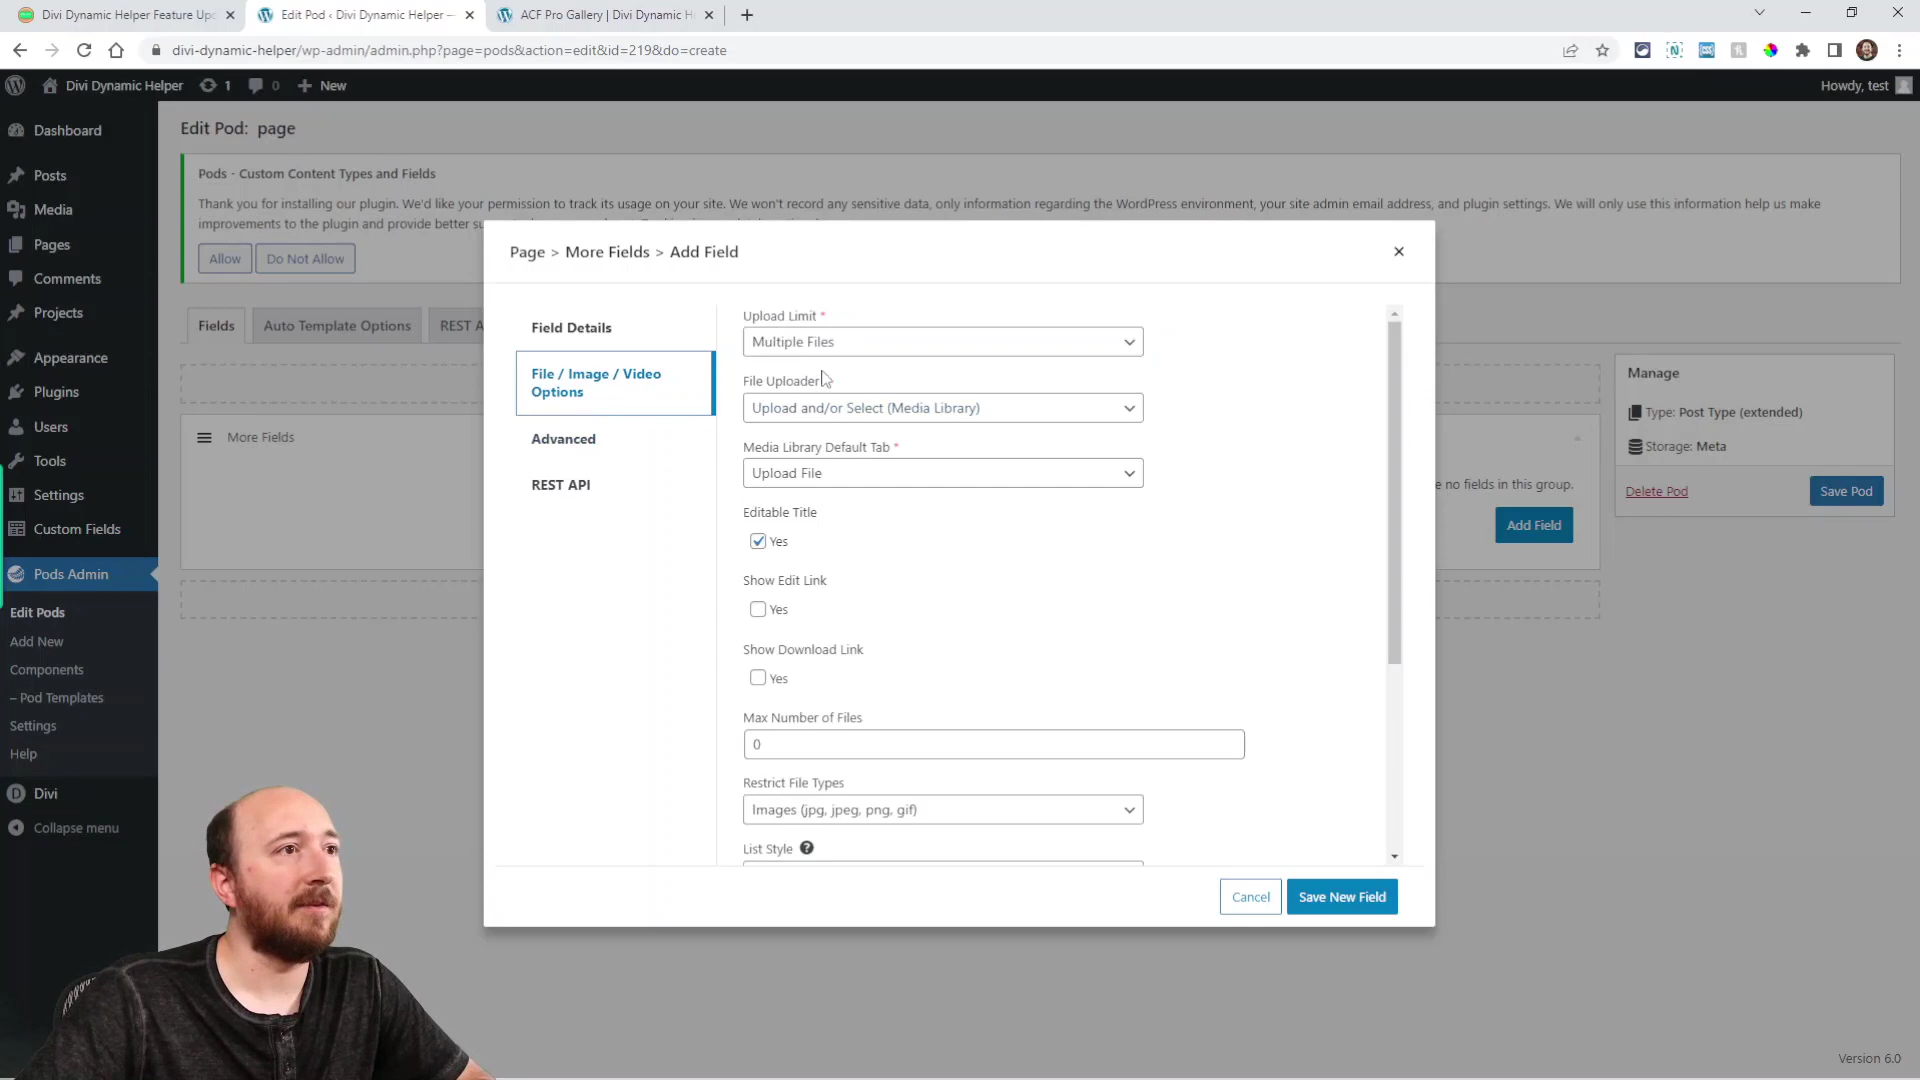 Divi Dynamic Helper Feature Up
Edit Pod ‹ Divi Dynamic Helper —
ACF Pro Gallery | Divi Dynamic H
divi-dynamic-helper/wp-admin/admin.php?page=pods&action=edit&id=219&do=create
Divi Dynamic Helper
1
0
New
Howdy, test
Dashboard
Posts
Media
Pages
Comments
Projects
Appearance
Plugins
Users
Tools
Settings
Custom Fields
Pods Admin
Edit Pods
Add New
Components
– Pod Templates
Settings
Help
Divi
Collapse menu
Edit Pod: page
Pods - Custom Content Types and Fields
Thank you for installing our plugin. We'd like your permission to track its usage on your site. We won't record any sensitive data, only information regarding the WordPress environment, your site admin email address, and plugin settings. We will only use this information help us make
improvements to the plugin and provide better su
Allow
Do Not Allow
Fields
Auto Template Options
REST A
More Fields
Page > More Fields > Add Field
Field Details
File / Image / Video
Options
Advanced
REST API
Upload Limit *
Multiple Files
File Uploader
Upload and/or Select (Media Library)
Media Library Default Tab *
Upload File
Editable Title
Yes
Show Edit Link
Yes
Show Download Link
Yes
Max Number of Files
0
Restrict File Types
Images (jpg, jpeg, png, gif)
List Style
Cancel
Save New Field
e no fields in this group.
Add Field
Manage
Type: Post Type (extended)
Storage: Meta
Delete Pod
Save Pod
Version 6.0